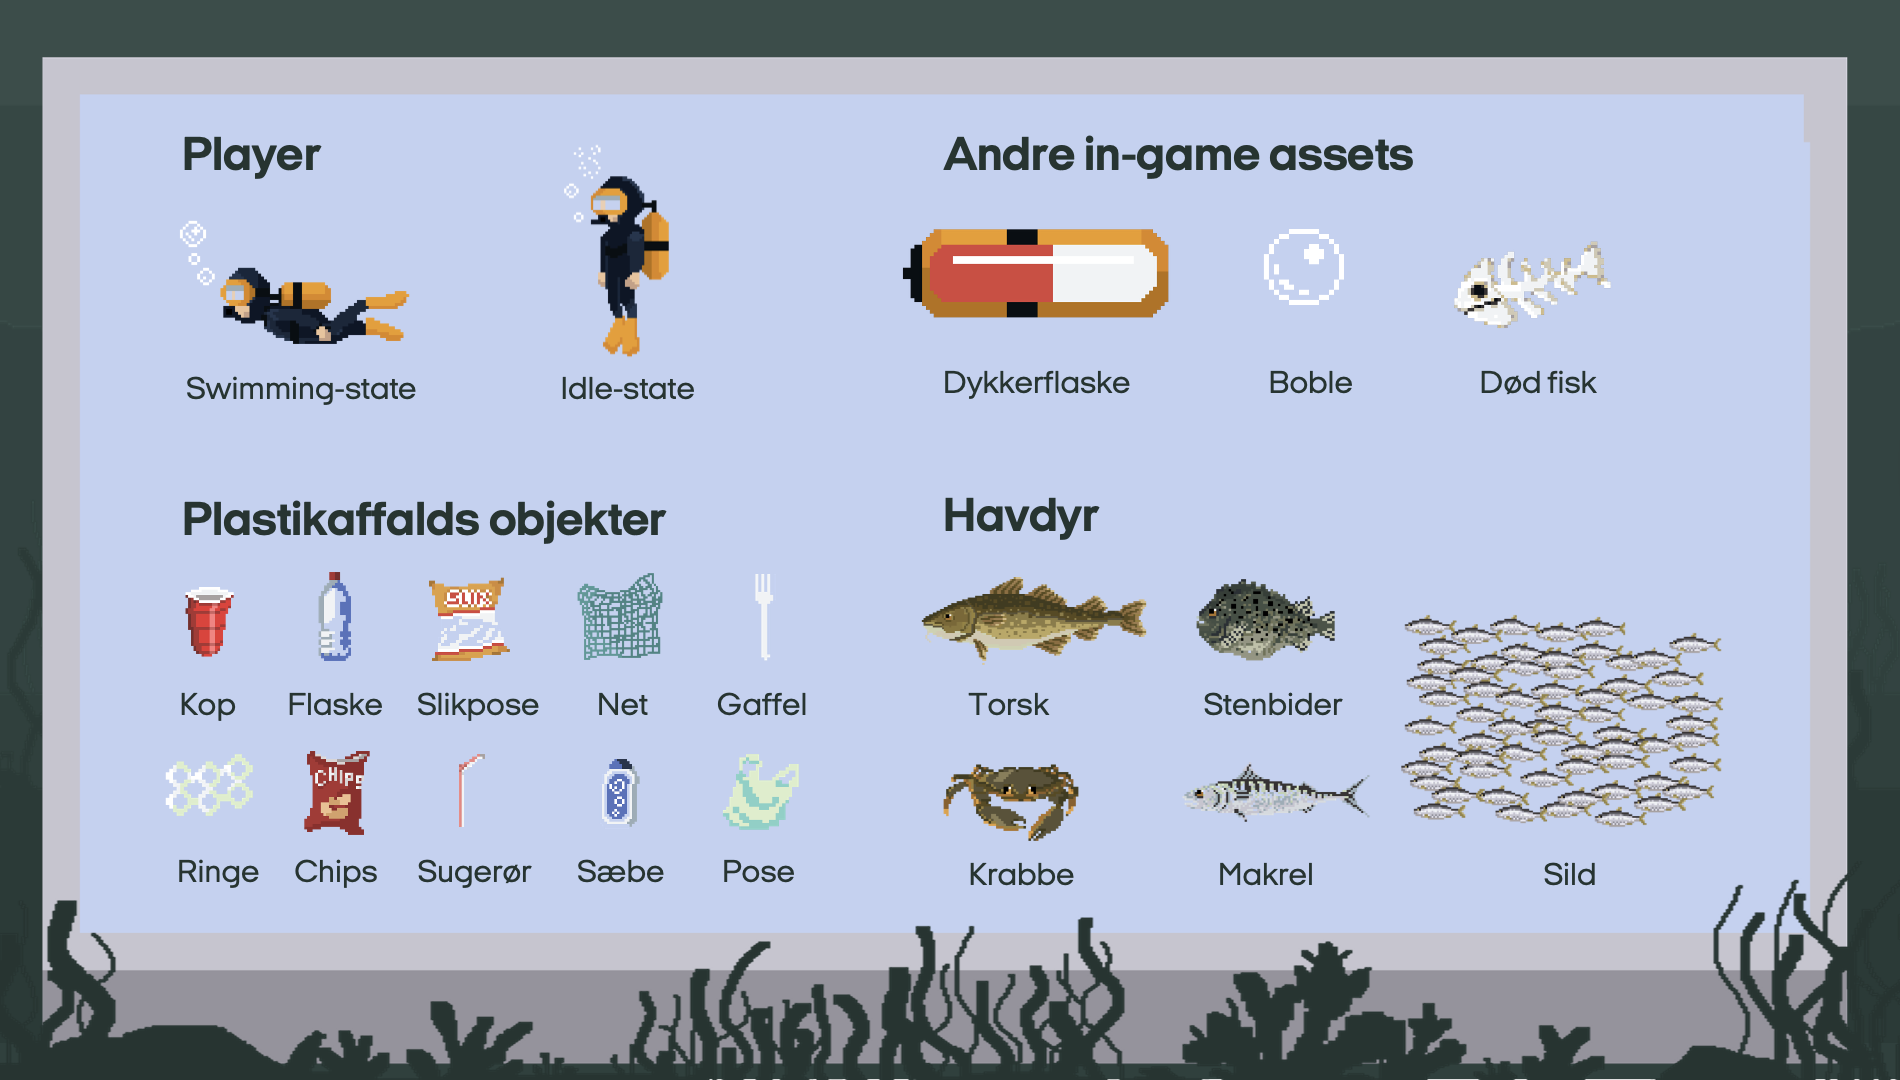 Player
Swimming-state
Idle-state
Andre in-game assets
Dykkerflaske
Boble
Død fisk
Plastikaffalds objekter
SLIK
Kop
Flaske
Slikpose
Net
Gaffel
CHIPS
Ringe
Chips
Sugerør
Sæbe
Pose
Havdyr
Torsk
Stenbider
Krabbe
Makrel
Sild